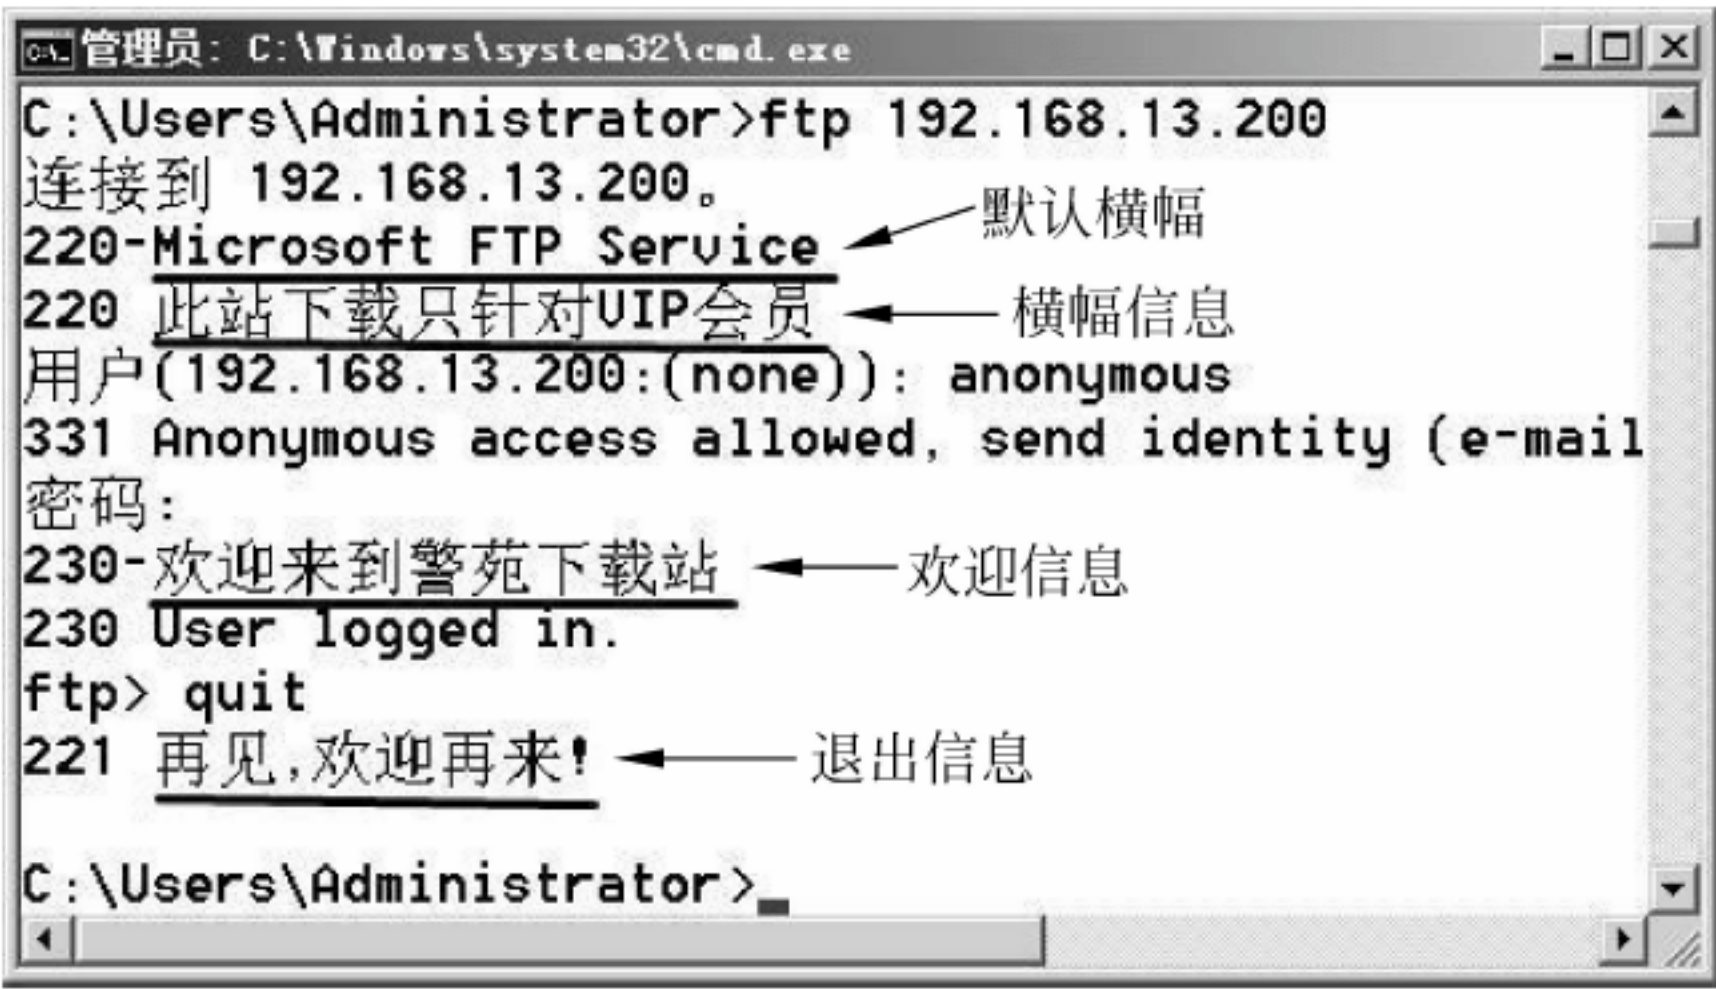 管理员: C:\Windows\system32\cmd.exe
C:\Users\Administrator>ftp 192.168.13.200
连接到 192.168.13.200。
220-Microsoft FTP Service 默认横幅
220 此站下载只针对VIP会员 横幅信息
用户(192.168.13.200:(none)): anonymous
331 Anonymous access allowed, send identity (e-mail
密码:
230-欢迎来到警苑下载站 欢迎信息
230 User logged in.
ftp> quit
221 再见,欢迎再来! 退出信息
C:\Users\Administrator>